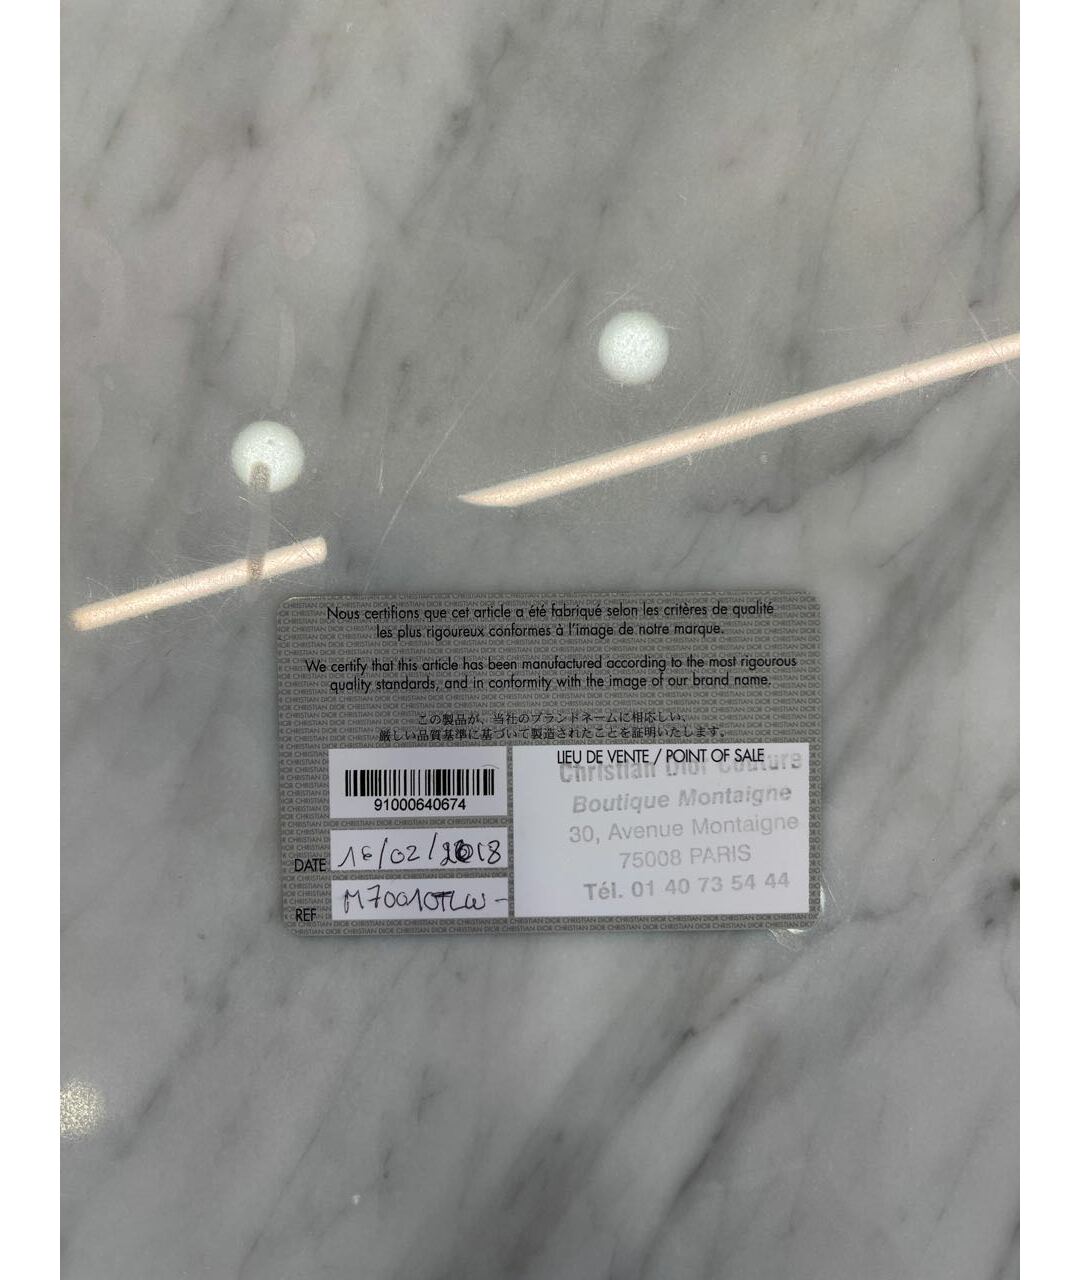 Nous certifions que cet article a été fabriqué selon les critères de qualité
les plus rigoureux conformes à l'image de notre marque.
We certify that this article has been manufactured according to the most rigourous
quality standards, and in conformity with the image of our brand name.
この製品が、当社のブランドネームに相応しい、
厳しい品質基準に基づいて製造されたことを証明いたします。
91000640674
DATE 16/02/2018
REF
LIEU DE VENTE / POINT OF SALE
Christian Dior Couture
Boutique Montaigne
30, Avenue Montaigne
75008 PARIS
Tél. 01 40 73 54 44